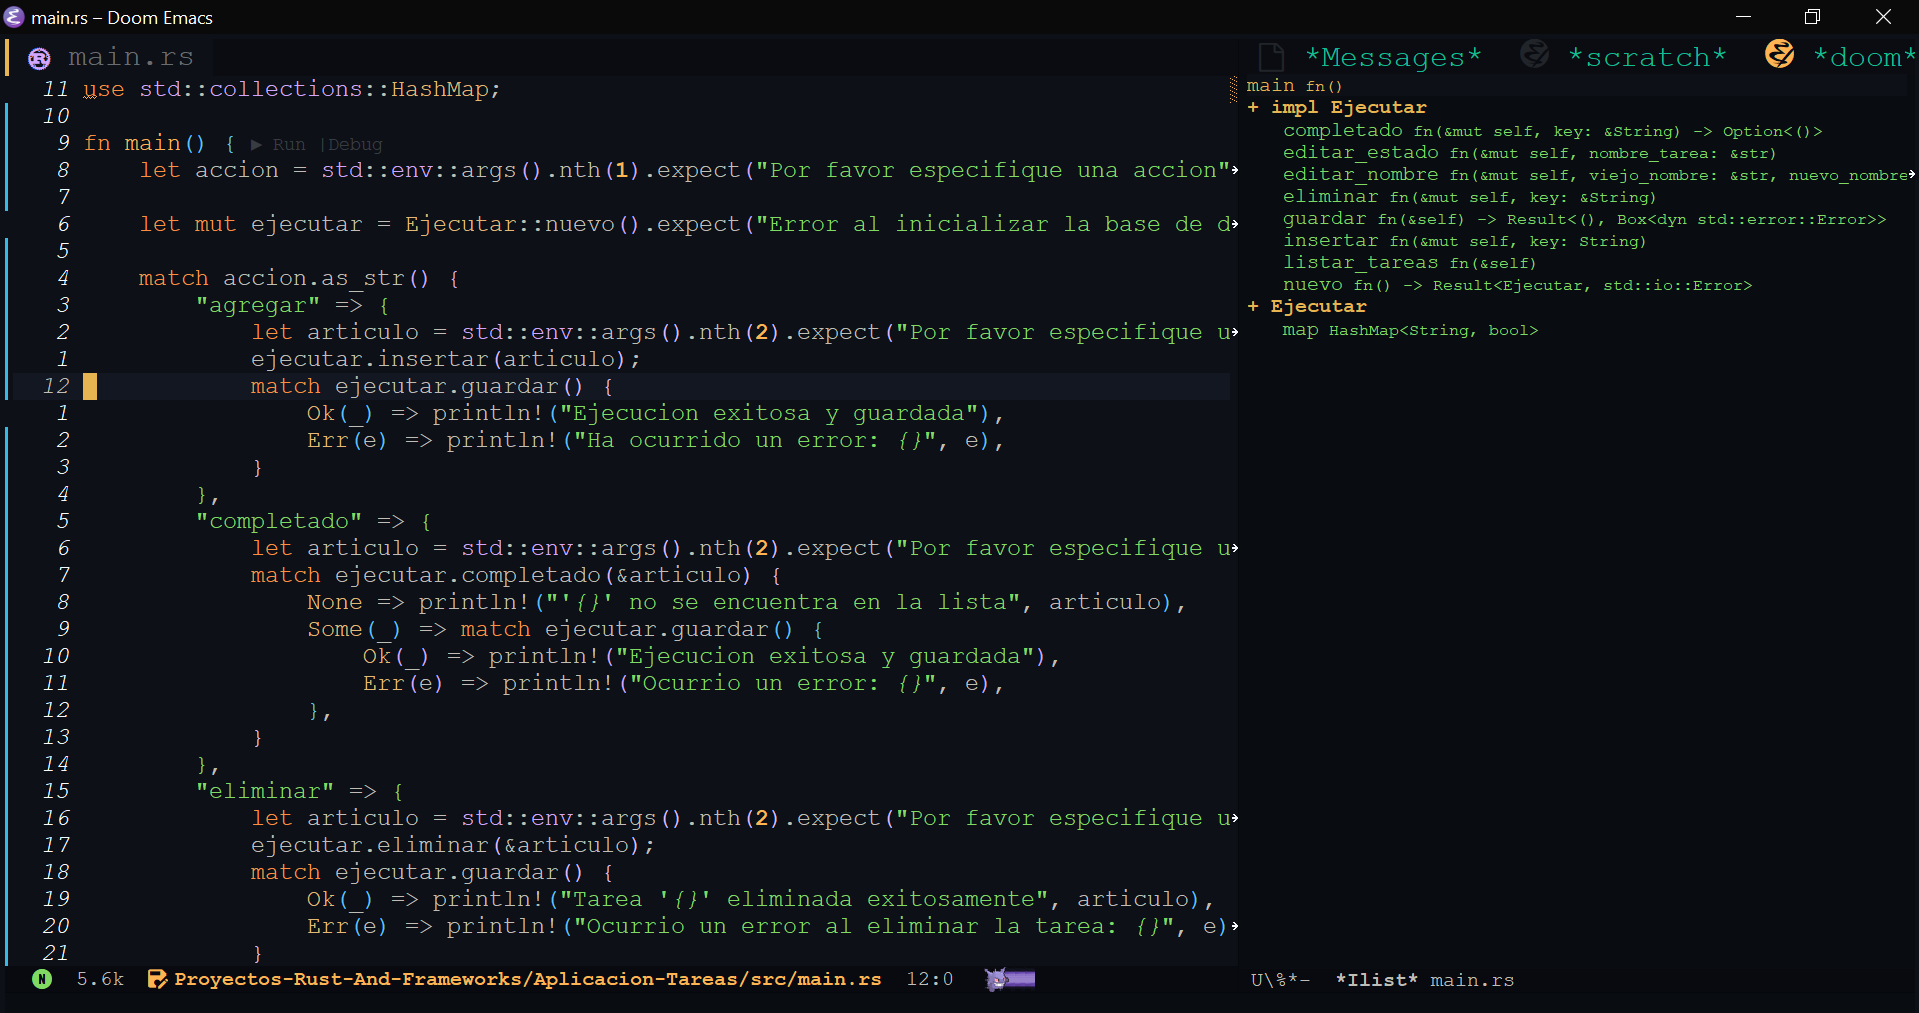 main.rs – Doom Emacs
main.rs
11 use std::collections::HashMap;
10
9 fn main() { ▶ Run |Debug
8 let accion = std::env::args().nth(1).expect("Por favor especifique una accion"
7
6 let mut ejecutar = Ejecutar::nuevo().expect("Error al inicializar la base de d
5
4 match accion.as_str() {
3 "agregar" => {
2 let articulo = std::env::args().nth(2).expect("Por favor especifique u
1 ejecutar.insertar(articulo);
12 match ejecutar.guardar() {
1 Ok(_) => println!("Ejecucion exitosa y guardada"),
2 Err(e) => println!("Ha ocurrido un error: {}", e),
3 }
4 },
5 "completado" => {
6 let articulo = std::env::args().nth(2).expect("Por favor especifique u
7 match ejecutar.completado(&articulo) {
8 None => println!("'{}' no se encuentra en la lista", articulo),
9 Some(_) => match ejecutar.guardar() {
10 Ok(_) => println!("Ejecucion exitosa y guardada"),
11 Err(e) => println!("Ocurrio un error: {}", e),
12 },
13 }
14 },
15 "eliminar" => {
16 let articulo = std::env::args().nth(2).expect("Por favor especifique u
17 ejecutar.eliminar(&articulo);
18 match ejecutar.guardar() {
19 Ok(_) => println!("Tarea '{}' eliminada exitosamente", articulo),
20 Err(e) => println!("Ocurrio un error al eliminar la tarea: {}", e)
21 }
N 5.6k Proyectos-Rust-And-Frameworks/Aplicacion-Tareas/src/main.rs 12:0
*Messages* *scratch* *doom*
main fn()
+ impl Ejecutar
completado fn(&mut self, key: &String) -> Option<()>
editar_estado fn(&mut self, nombre_tarea: &str)
editar_nombre fn(&mut self, viejo_nombre: &str, nuevo_nombre
eliminar fn(&mut self, key: &String)
guardar fn(&self) -> Result<(), Box<dyn std::error::Error>>
insertar fn(&mut self, key: String)
listar_tareas fn(&self)
nuevo fn() -> Result<Ejecutar, std::io::Error>
+ Ejecutar
map HashMap<String, bool>
U\%*- *Ilist* main.rs